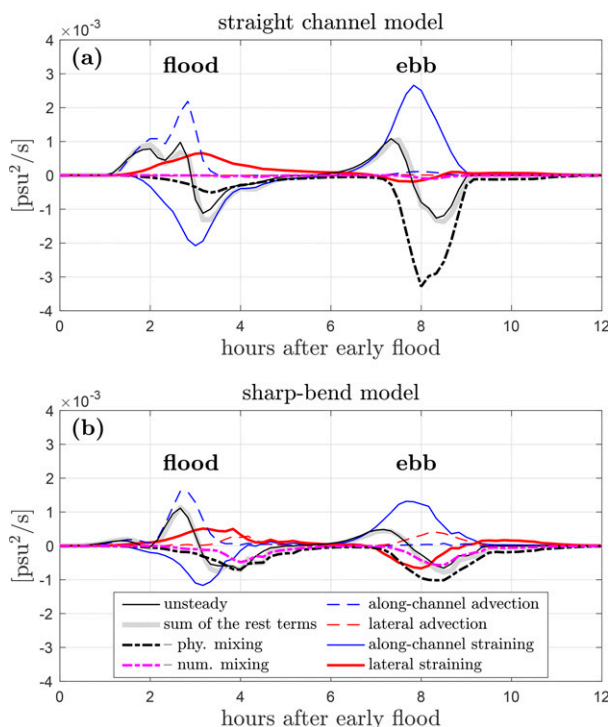 straight channel model
×10⁻³
4
(a)
flood
ebb
3
2
1
0
-1
-2
-3
-4
[psu²/s]
0 2 4 6 8 10 12
hours after early flood
sharp-bend model
×10⁻³
4
(b)
flood
ebb
3
2
1
0
-1
-2
-3
-4
[psu²/s]
unsteady
along-channel advection
sum of the rest terms
lateral advection
− phy. mixing
along-channel straining
− num. mixing
lateral straining
0 2 4 6 8 10 12
hours after early flood